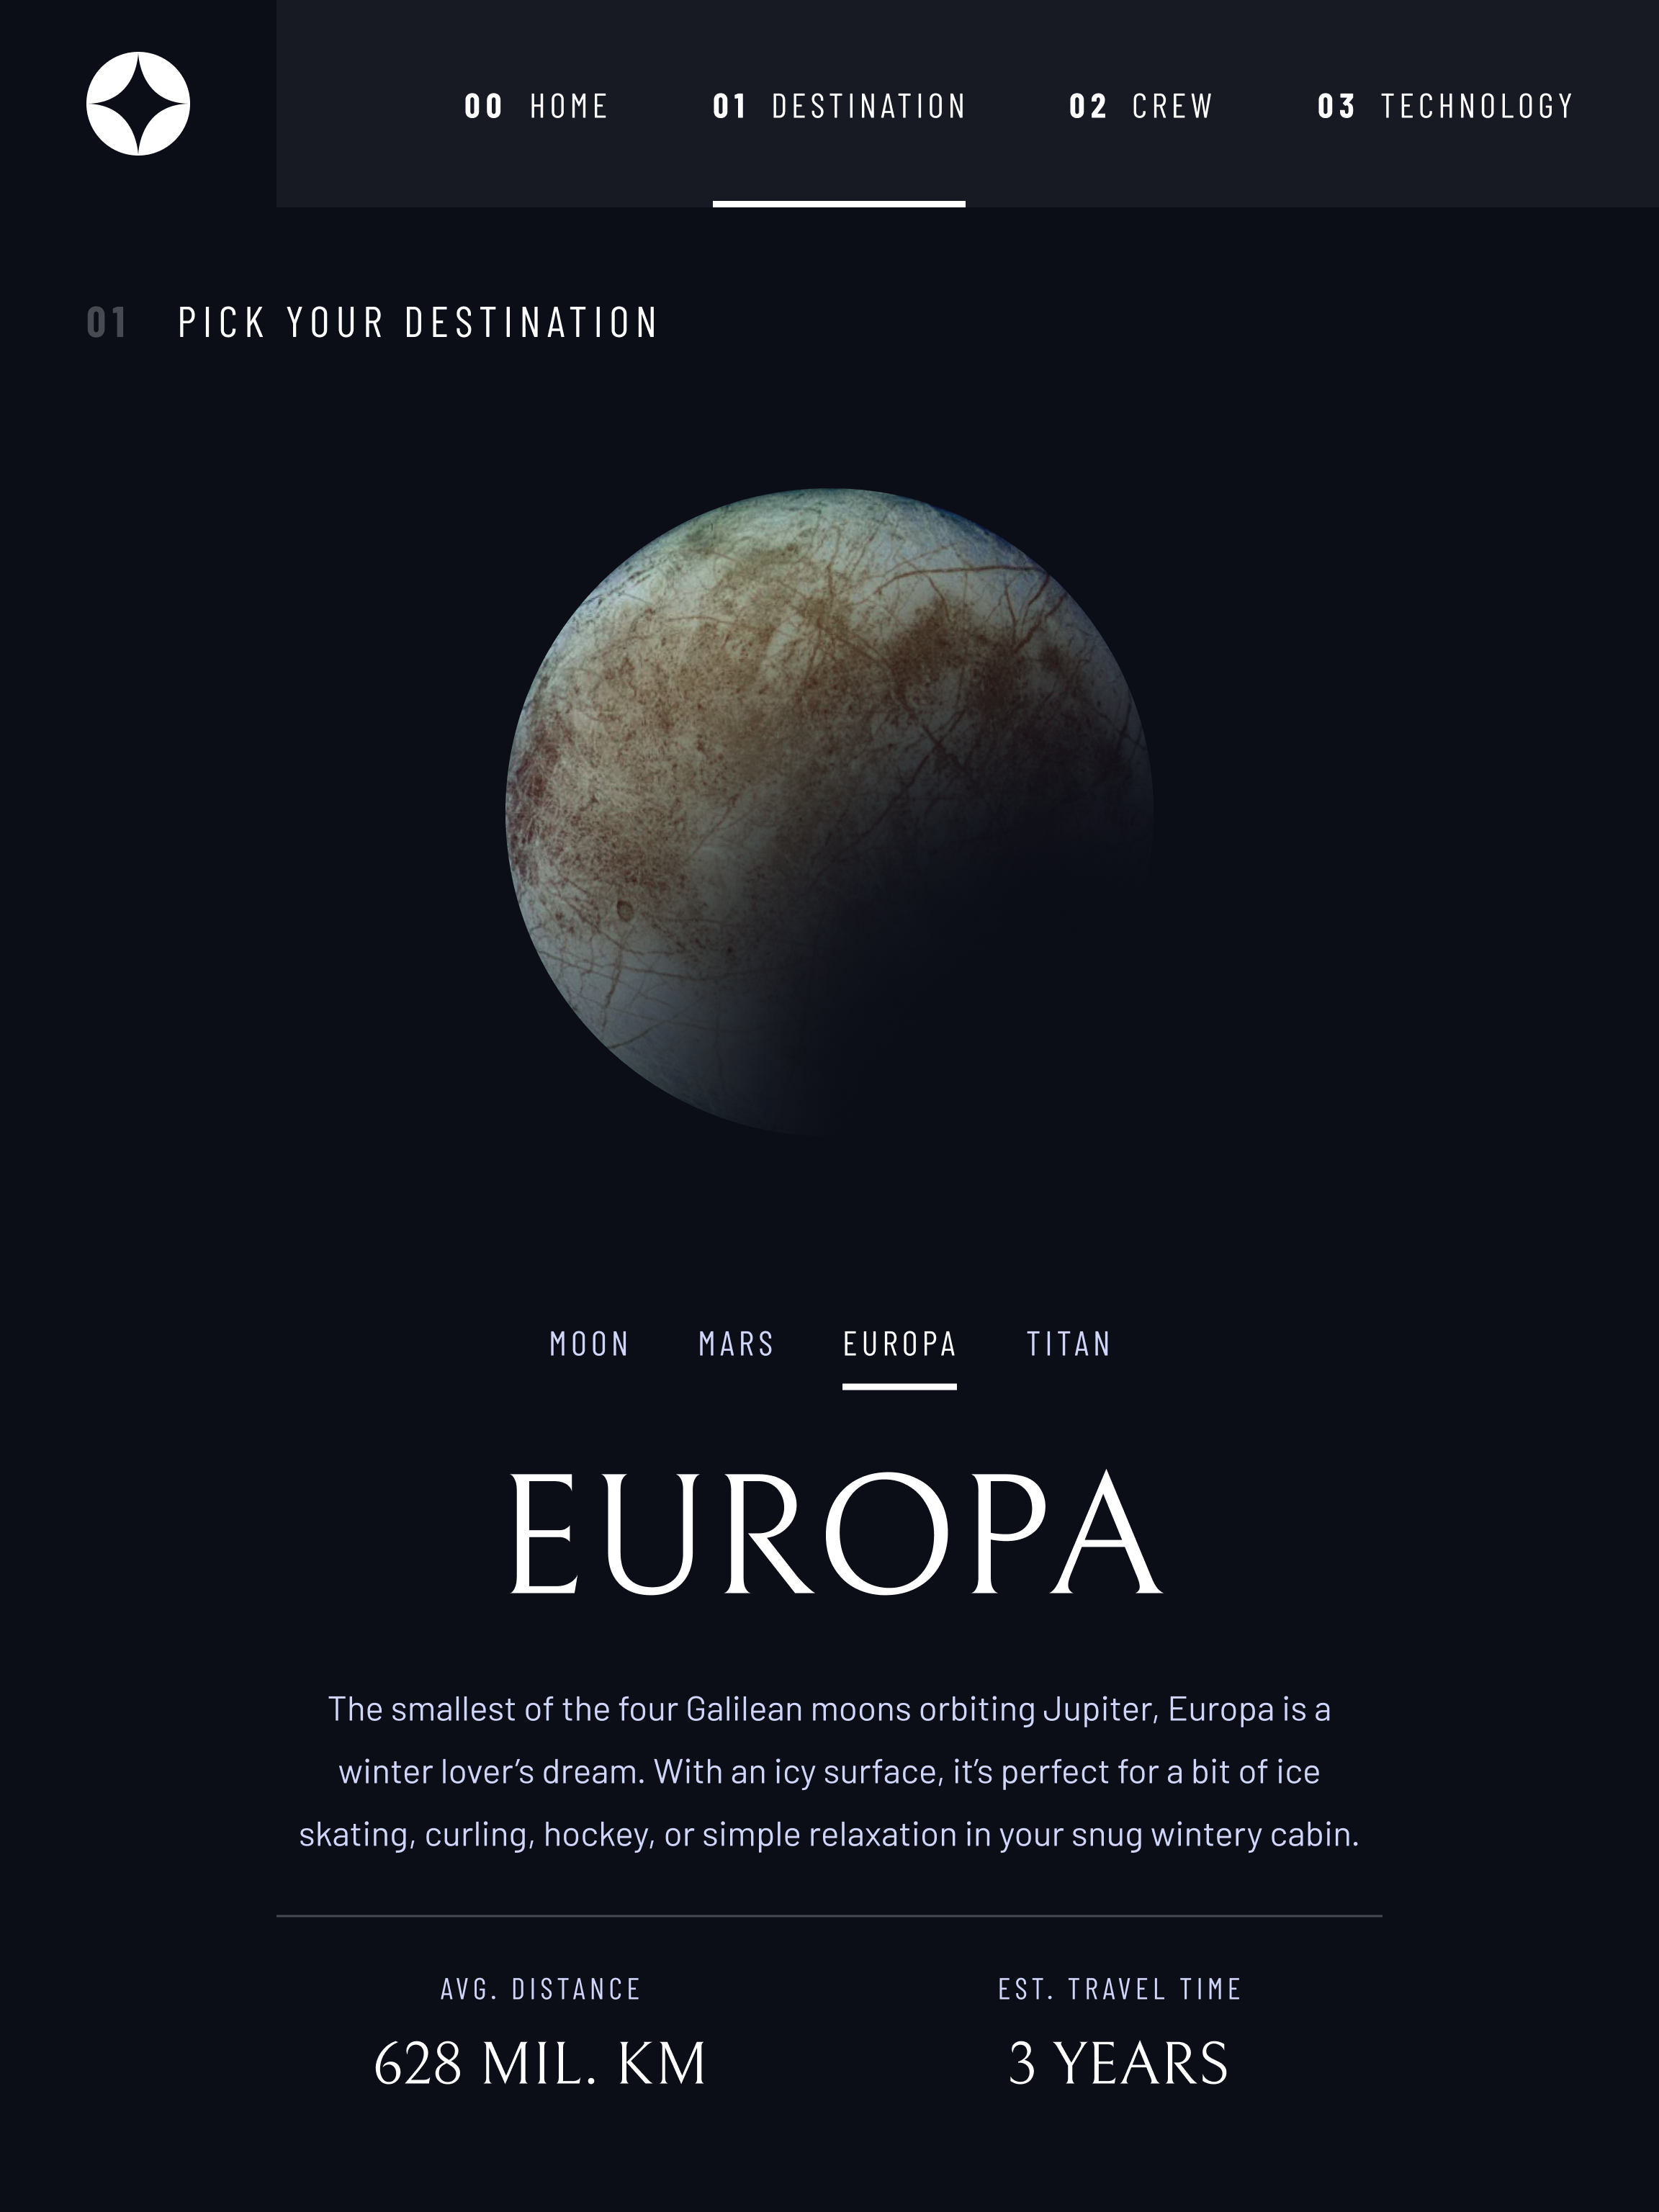 00 HOME 01 DESTINATION 02 CREW 03 TECHNOLOGY
01 PICK YOUR DESTINATION
MOON MARS EUROPA TITAN
EUROPA
The smallest of the four Galilean moons orbiting Jupiter, Europa is a
winter lover’s dream. With an icy surface, it’s perfect for a bit of ice
skating, curling, hockey, or simple relaxation in your snug wintery cabin.
AVG. DISTANCE
628 MIL. KM
EST. TRAVEL TIME
3 YEARS